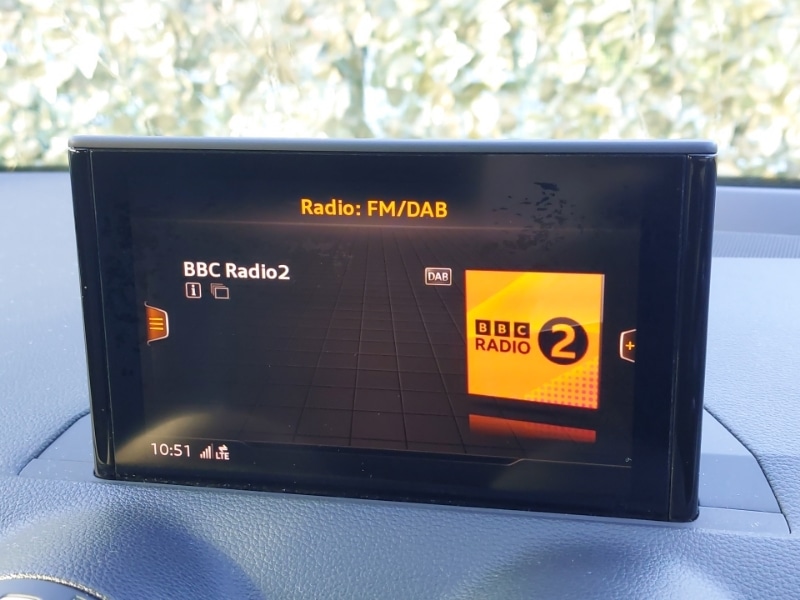 Radio: FM/DAB
BBC Radio2
DAB
i
BBC
RADIO 2
+
10:51 LTE